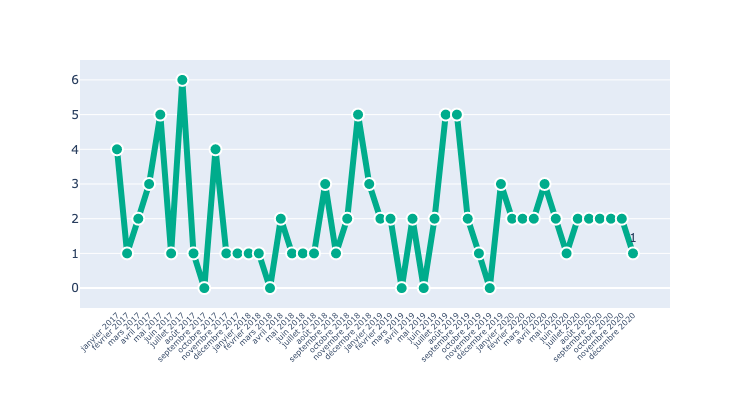 6
5
4
3
2
1
0
1
janvier 2017
février 2017
mars 2017
avril 2017
mai 2017
juin 2017
juillet 2017
août 2017
septembre 2017
octobre 2017
novembre 2017
décembre 2017
janvier 2018
février 2018
mars 2018
avril 2018
mai 2018
juin 2018
juillet 2018
août 2018
septembre 2018
octobre 2018
novembre 2018
décembre 2018
janvier 2019
février 2019
mars 2019
avril 2019
mai 2019
juin 2019
juillet 2019
août 2019
septembre 2019
octobre 2019
novembre 2019
décembre 2019
janvier 2020
février 2020
mars 2020
avril 2020
mai 2020
juin 2020
juillet 2020
août 2020
septembre 2020
octobre 2020
novembre 2020
décembre 2020